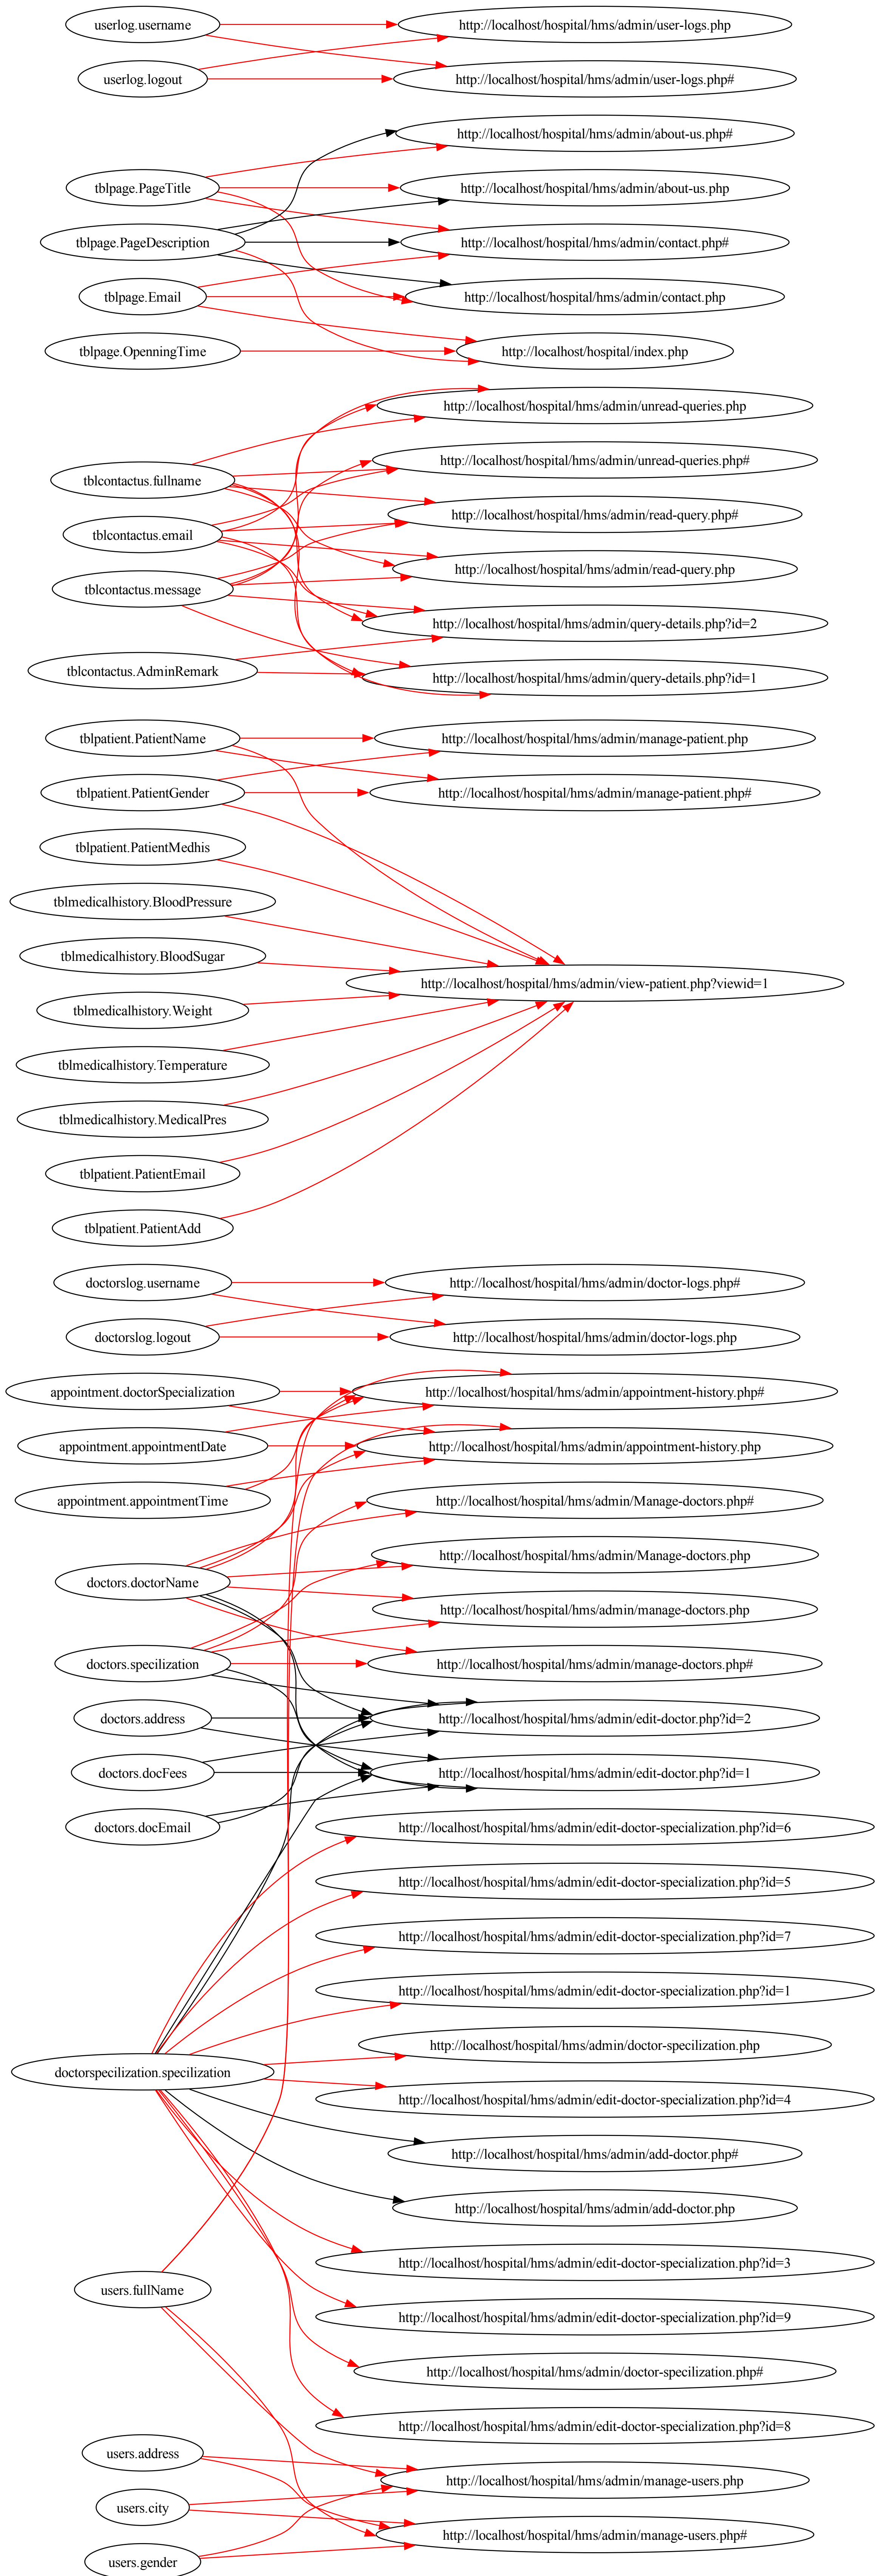 userlog.username
http://localhost/hospital/hms/admin/user-logs.php
userlog.logout
http://localhost/hospital/hms/admin/user-logs.php#
http://localhost/hospital/hms/admin/about-us.php#
tblpage.PageTitle
http://localhost/hospital/hms/admin/about-us.php
tblpage.PageDescription
http://localhost/hospital/hms/admin/contact.php#
tblpage.Email
http://localhost/hospital/hms/admin/contact.php
tblpage.OpenningTime
http://localhost/hospital/index.php
http://localhost/hospital/hms/admin/unread-queries.php
http://localhost/hospital/hms/admin/unread-queries.php#
tblcontactus.fullname
http://localhost/hospital/hms/admin/read-query.php#
tblcontactus.email
http://localhost/hospital/hms/admin/read-query.php
tblcontactus.message
http://localhost/hospital/hms/admin/query-details.php?id=2
tblcontactus.AdminRemark
http://localhost/hospital/hms/admin/query-details.php?id=1
tblpatient.PatientName
http://localhost/hospital/hms/admin/manage-patient.php
tblpatient.PatientGender
http://localhost/hospital/hms/admin/manage-patient.php#
tblpatient.PatientMedhis
tblmedicalhistory.BloodPressure
tblmedicalhistory.BloodSugar
http://localhost/hospital/hms/admin/view-patient.php?viewid=1
tblmedicalhistory.Weight
tblmedicalhistory.Temperature
tblmedicalhistory.MedicalPres
tblpatient.PatientEmail
tblpatient.PatientAdd
doctorslog.username
http://localhost/hospital/hms/admin/doctor-logs.php#
doctorslog.logout
http://localhost/hospital/hms/admin/doctor-logs.php
appointment.doctorSpecialization
http://localhost/hospital/hms/admin/appointment-history.php#
appointment.appointmentDate
http://localhost/hospital/hms/admin/appointment-history.php
appointment.appointmentTime
http://localhost/hospital/hms/admin/Manage-doctors.php#
http://localhost/hospital/hms/admin/Manage-doctors.php
doctors.doctorName
http://localhost/hospital/hms/admin/manage-doctors.php
doctors.specilization
http://localhost/hospital/hms/admin/manage-doctors.php#
doctors.address
http://localhost/hospital/hms/admin/edit-doctor.php?id=2
doctors.docFees
http://localhost/hospital/hms/admin/edit-doctor.php?id=1
doctors.docEmail
http://localhost/hospital/hms/admin/edit-doctor-specialization.php?id=6
http://localhost/hospital/hms/admin/edit-doctor-specialization.php?id=5
http://localhost/hospital/hms/admin/edit-doctor-specialization.php?id=7
http://localhost/hospital/hms/admin/edit-doctor-specialization.php?id=1
http://localhost/hospital/hms/admin/doctor-specilization.php
doctorspecilization.specilization
http://localhost/hospital/hms/admin/edit-doctor-specialization.php?id=4
http://localhost/hospital/hms/admin/add-doctor.php#
http://localhost/hospital/hms/admin/add-doctor.php
http://localhost/hospital/hms/admin/edit-doctor-specialization.php?id=3
users.fullName
http://localhost/hospital/hms/admin/edit-doctor-specialization.php?id=9
http://localhost/hospital/hms/admin/doctor-specilization.php#
http://localhost/hospital/hms/admin/edit-doctor-specialization.php?id=8
users.address
http://localhost/hospital/hms/admin/manage-users.php
users.city
http://localhost/hospital/hms/admin/manage-users.php#
users.gender